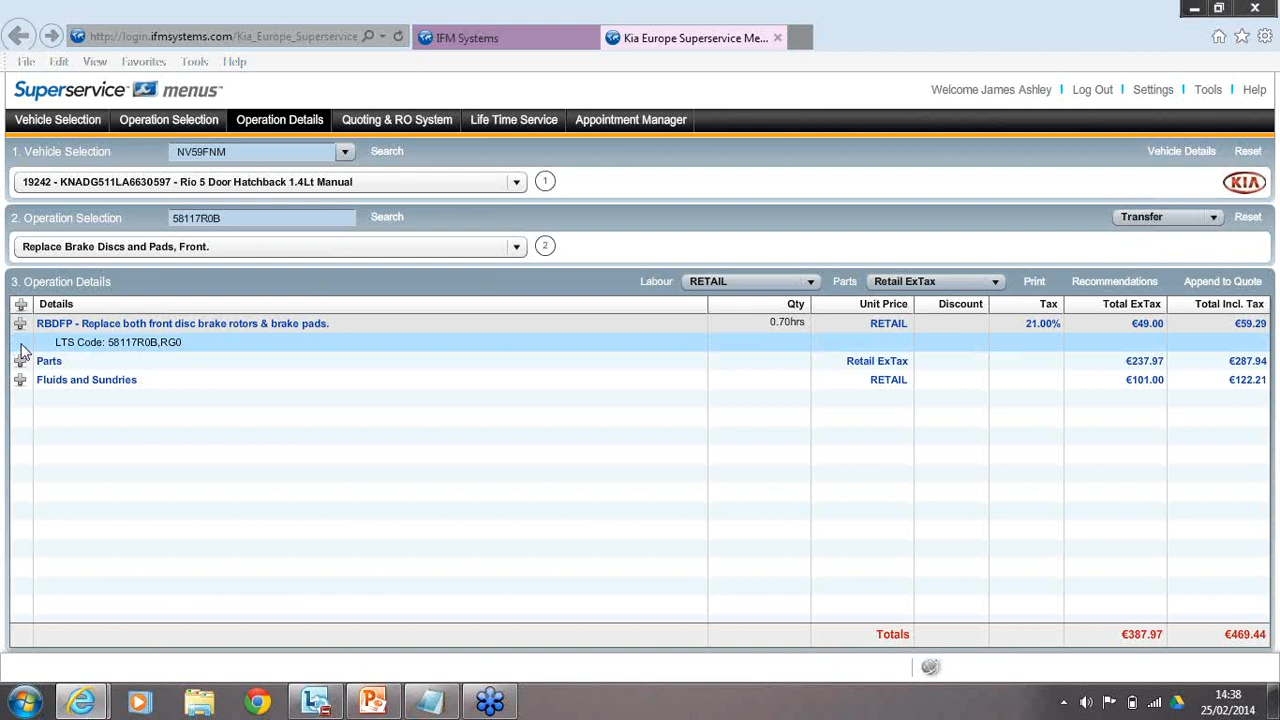 http://login.ifmsystems.com/Kia_Europe_Superservice
IFM Systems
Kia Europe Superservice Me...
File Edit View Favorites Tools Help
Superservice menus
Welcome James Ashley | Log Out | Settings | Tools | Help
Vehicle Selection Operation Selection Operation Details Quoting & RO System Life Time Service Appointment Manager
1. Vehicle Selection NV59FNM Search Vehicle Details Reset
19242 - KNADG511LA6630597 - Rio 5 Door Hatchback 1.4Lt Manual 1 KIA
2. Operation Selection 58117R0B Search Transfer Reset
Replace Brake Discs and Pads, Front. 2
3. Operation Details Labour RETAIL Parts Retail ExTax Print Recommendations Append to Quote
Details Qty Unit Price Discount Tax Total ExTax Total Incl. Tax
RBDFP - Replace both front disc brake rotors & brake pads. 0.70hrs RETAIL 21.00% €49.00 €59.29
LTS Code: 58117R0B,RG0
Parts Retail ExTax €237.97 €287.94
Fluids and Sundries RETAIL €101.00 €122.21
Totals €387.97 €469.44
14:38
25/02/2014